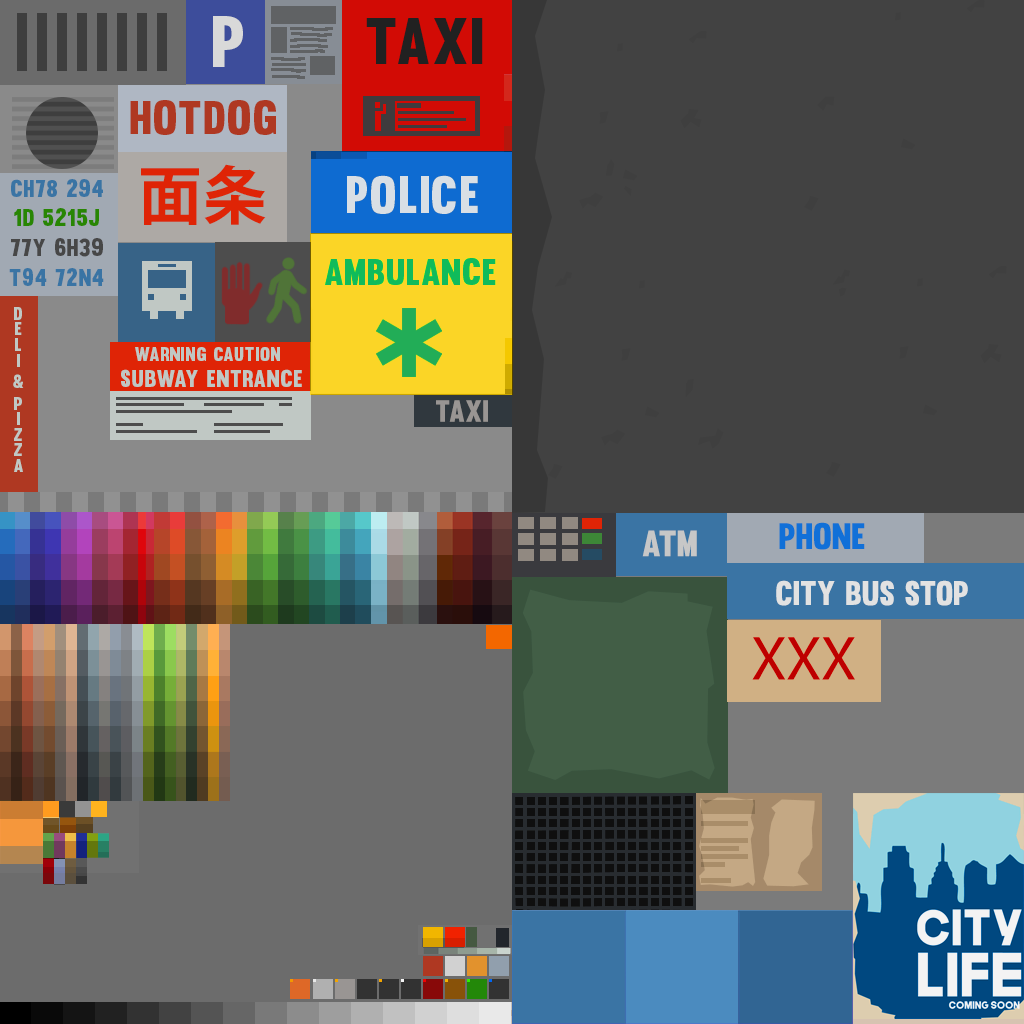 P
TAXI
HOTDOG
面条
CH78 294
1D 5215J
77Y 6H39
T94 72N4
POLICE
AMBULANCE
DELI & PIZZA
WARNING CAUTION
SUBWAY ENTRANCE
TAXI
ATM
PHONE
CITY BUS STOP
XXX
CITY
LIFE
COMING SOON